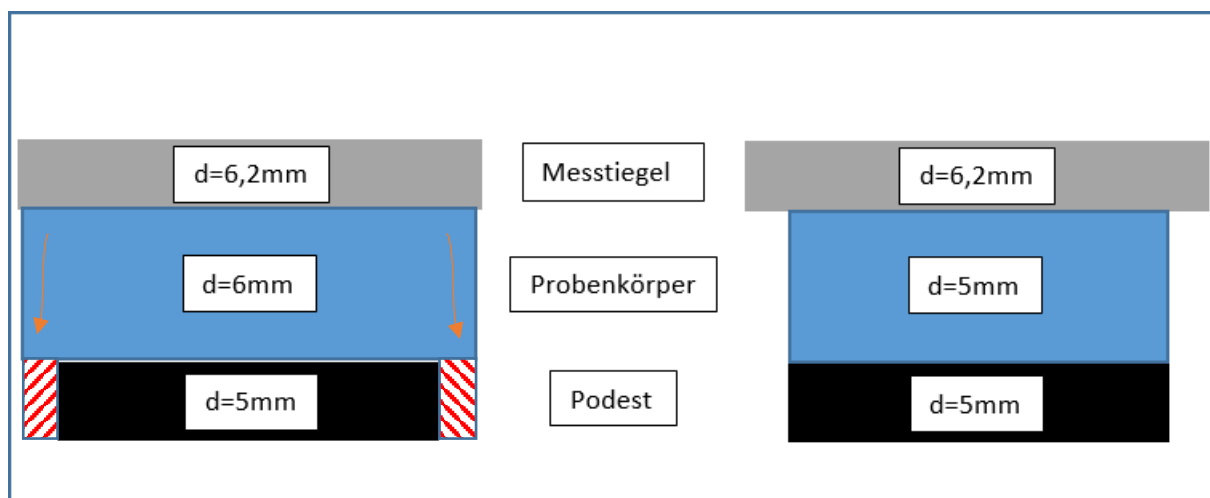 d=6,2mm
Messtiegel
d=6,2mm
d=6mm
Probenkörper
d=5mm
d=5mm
Podest
d=5mm